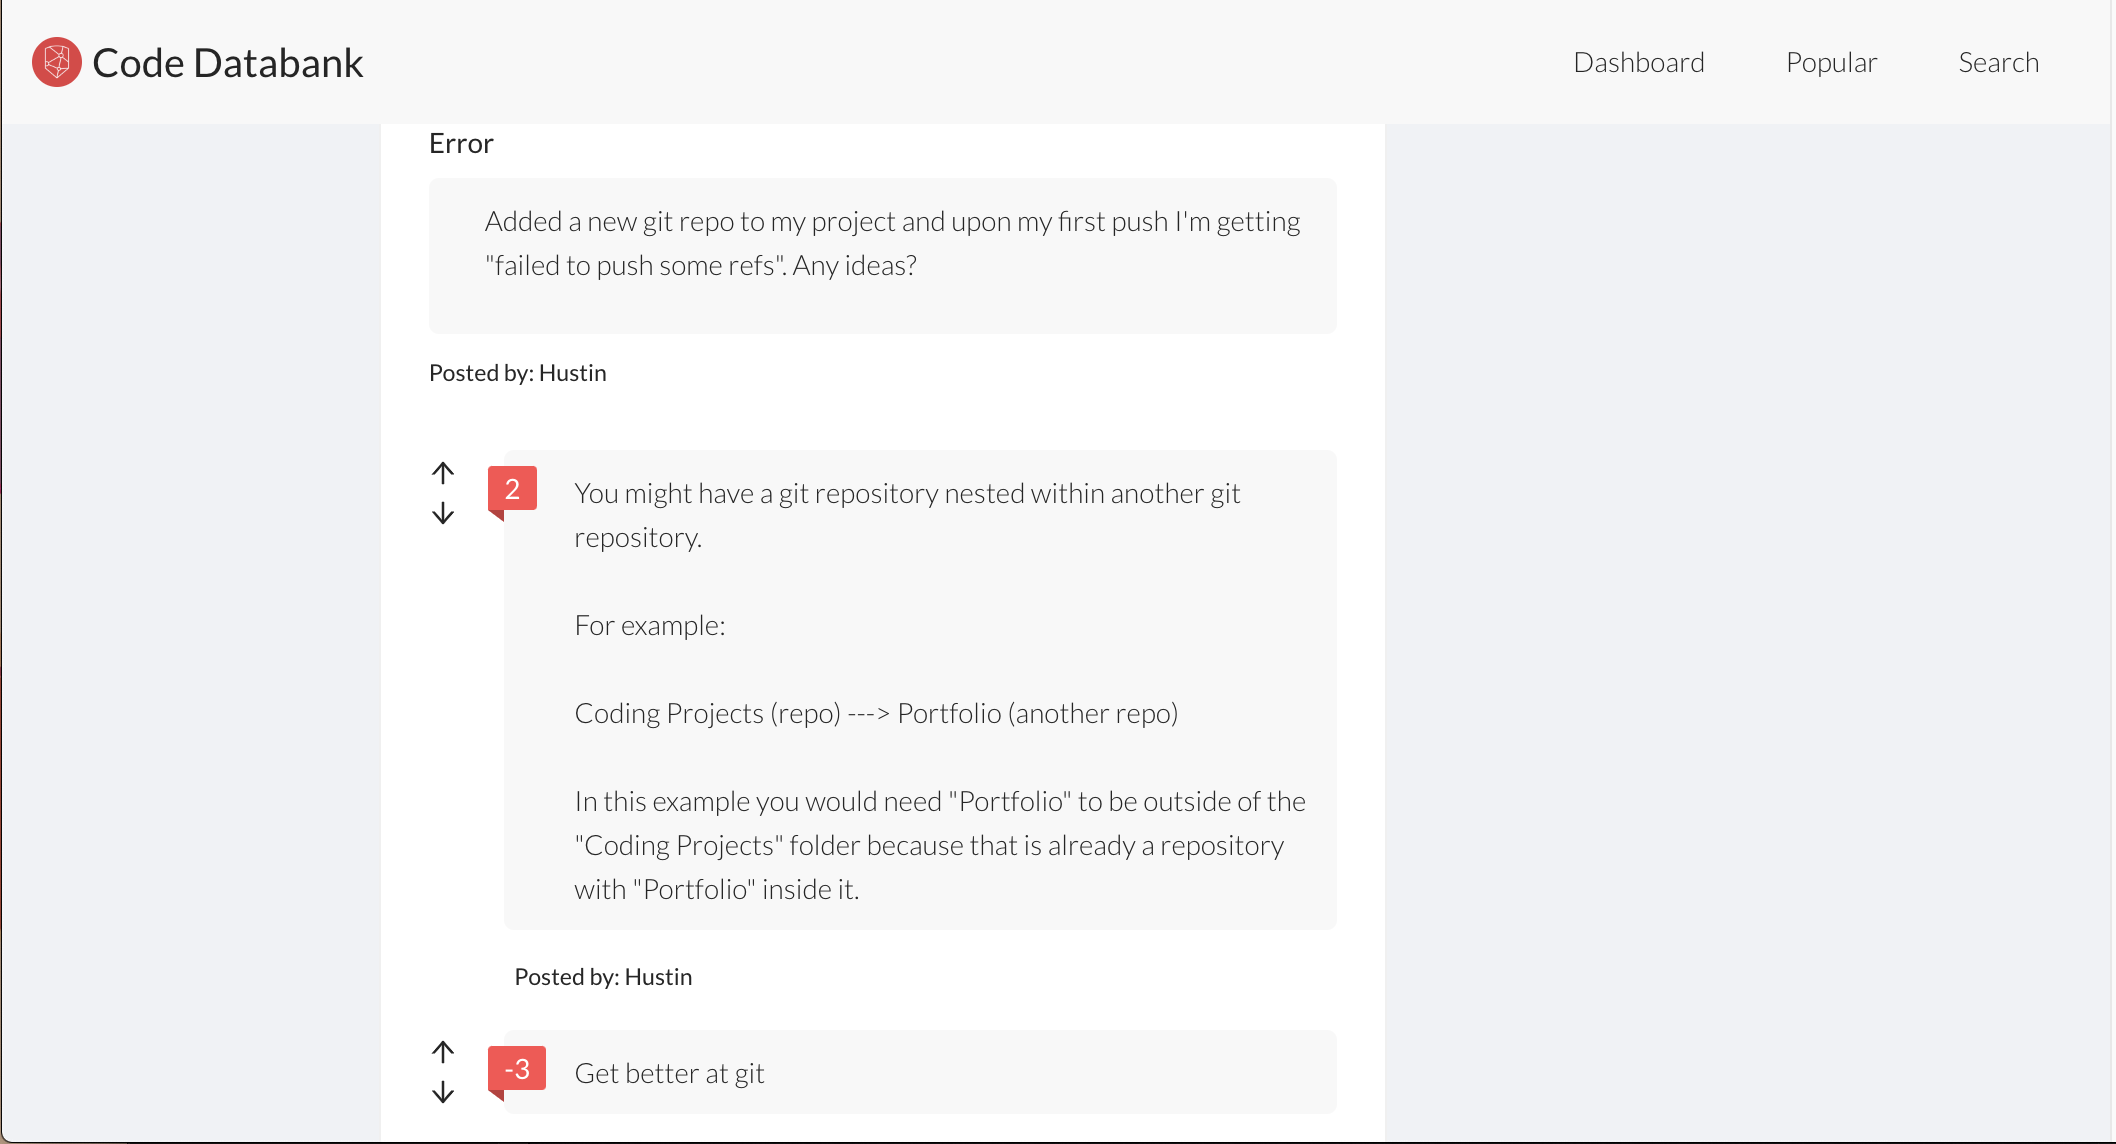 Code Databank
Dashboard Popular Search
Error
Added a new git repo to my project and upon my first push I'm getting
"failed to push some refs". Any ideas?
Posted by: Hustin
2
You might have a git repository nested within another git
repository.
For example:
Coding Projects (repo) ---> Portfolio (another repo)
In this example you would need "Portfolio" to be outside of the
"Coding Projects" folder because that is already a repository
with "Portfolio" inside it.
Posted by: Hustin
-3
Get better at git